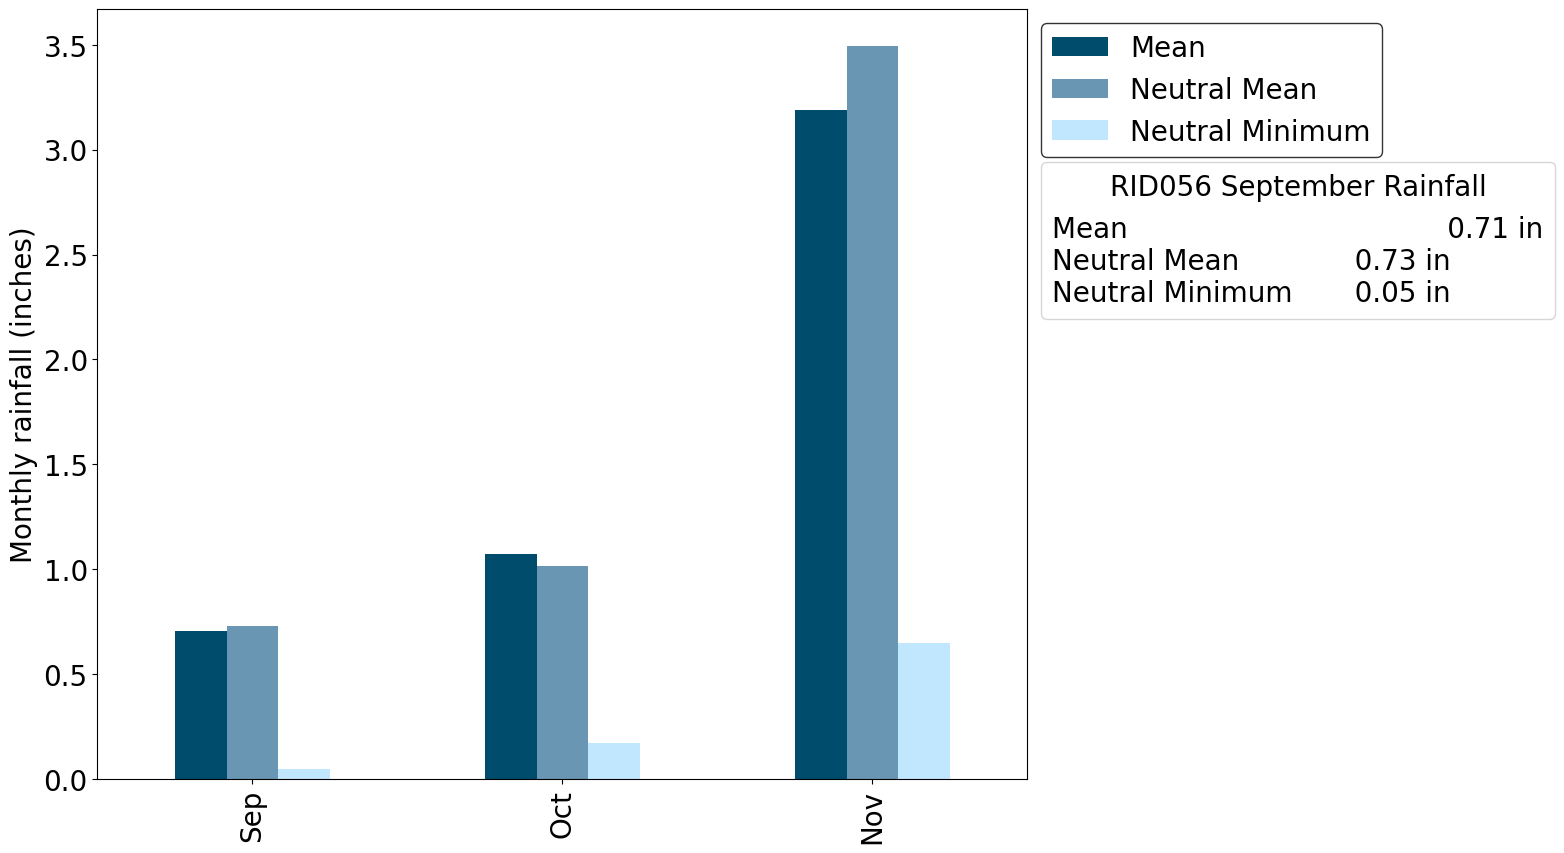 Monthly rainfall (inches)
3.5
3.0
2.5
2.0
1.5
1.0
0.5
0.0
Sep
Oct
Nov
Mean
Neutral Mean
Neutral Minimum
RID056 September Rainfall
Mean 0.71 in
Neutral Mean 0.73 in
Neutral Minimum 0.05 in